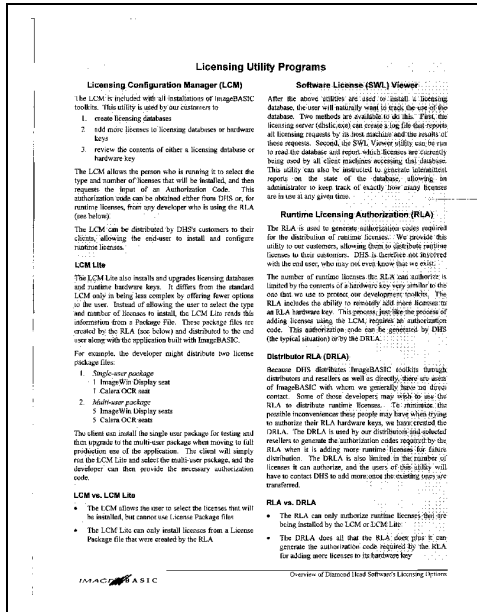 Licensing Utility Programs
Licensing Configuration Manager (LCM)
The LCM is included with all installations of ImageBASIC
toolkits. This utility is used by our customers to
1. create licensing databases
2. add more licenses to licensing databases or hardware
keys
3. review the contents of either a licensing database or
hardware key
The LCM allows the person who is running it to select the
type and number of licenses that will be installed, and then
requests the input of an Authorization Code. This
authorization code can be obtained either from DHS or, for
runtime licenses, from any developer who is using the RLA
(see below).
The LCM can be distributed by DHS's customers to their
clients, allowing the end-user to install and configure
runtime licenses.
LCM Lite
The LCM Lite also installs and upgrades licensing databases
and runtime hardware keys. It differs from the standard
LCM only in being less complex by offering fewer options
to the user. Instead of allowing the user to select the type
and number of licenses to install, the LCM Lite reads this
information from a Package File. These package files are
created by the RLA (see below) and distributed to the end
user along with the application built with ImageBASIC.
For example, the developer might distribute two license
package files:
1. Single-user package
1 ImageWin Display seat
1 Calera OCR seat
2. Multi-user package
5 ImageWin Display seats
5 Calera OCR seats
The client can install the single user package for testing and
then upgrade to the multi-user package when moving to full
production use of the application. The client will simply
run the LCM Lite and select the multi-user package, and the
developer can then provide the necessary authorization
code.
LCM vs. LCM Lite
• The LCM allows the user to select the licenses that will
be installed, but cannot use License Package files
• The LCM Lite can only install licenses from a License
Package file that were created by the RLA
Software License (SWL) Viewer
After the above utilities are used to install a licensing
database, the user will naturally want to track the use of the
database. Two methods are available to do this. First, the
licensing server (dhslic.exe) can create a log file that reports
all licensing requests by its host machine and the results of
those requests. Second, the SWL Viewer utility can be run
to read the database and report which licenses are currently
being used by all client machines accessing that database.
This utility can also be instructed to generate intermittent
reports on the state of the database, allowing an
administrator to keep track of exactly how many licenses
are in use at any given time.
Runtime Licensing Authorization (RLA)
The RLA is used to generate authorization codes required
for the distribution of runtime licenses. We provide this
utility to our customers, allowing them to distribute runtime
licenses to their customers. DHS is therefore not involved
with the end user, who may not even know that we exist.
The number of runtime licenses the RLA can authorize is
limited by the contents of a hardware key very similar to the
one that we use to protect our development toolkits. The
RLA includes the ability to remotely add more licenses to
an RLA hardware key. This process, just like the process of
adding licenses using the LCM, requires an authorization
code. This authorization code can be generated by DHS
(the typical situation) or by the DRLA.
Distributor RLA (DRLA)
Because DHS distributes ImageBASIC toolkits through
distributors and resellers as well as directly, there are users
of ImageBASIC with whom we generally have no direct
contact. Some of those developers may wish to use the
RLA to distribute runtime licenses. To minimize the
possible inconvenience these people may have when trying
to authorize their RLA hardware keys, we have created the
DRLA. The DRLA is used by our distributors and selected
resellers to generate the authorization codes required by the
RLA when it is adding more runtime licenses for future
distribution. The DRLA is also limited in the number of
licenses it can authorize, and the users of this utility will
have to contact DHS to add more once the existing ones are
transferred.
RLA vs. DRLA
• The RLA can only authorize runtime licenses that are
being installed by the LCM or LCM Lite
• The DRLA does all that the RLA does plus it can
generate the authorization code required by the RLA
for adding more licenses to its hardware key
IMAGEBASIC
Overview of Diamond Head Software's Licensing Options